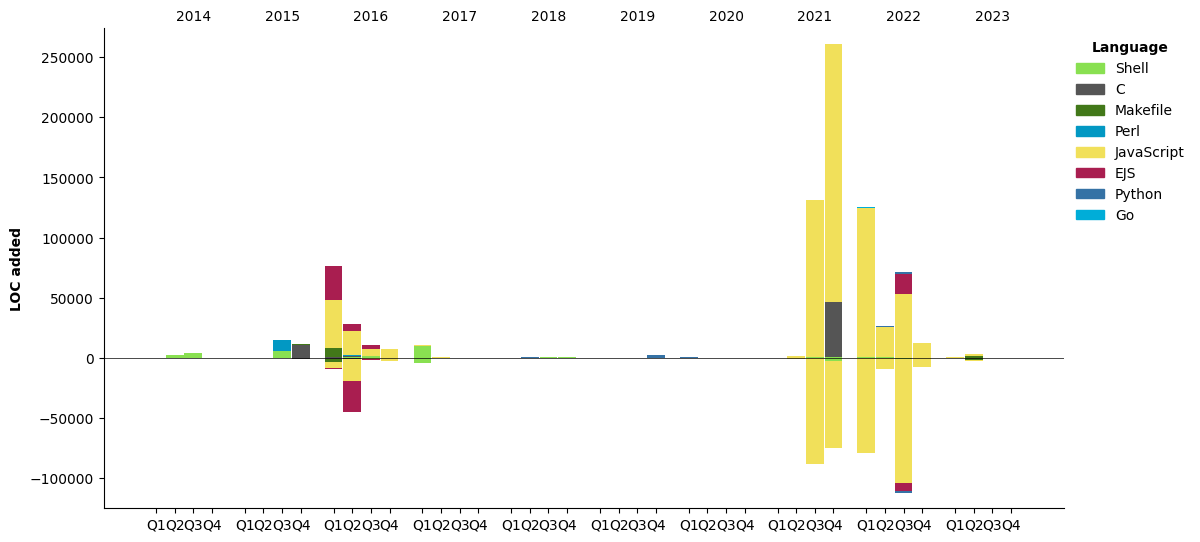 2014 2015 2016 2017 2018 2019 2020 2021 2022 2023
LOC added
250000
200000
150000
100000
50000
0
−50000
−100000
Q1Q2Q3Q4 Q1Q2Q3Q4 Q1Q2Q3Q4 Q1Q2Q3Q4 Q1Q2Q3Q4 Q1Q2Q3Q4 Q1Q2Q3Q4 Q1Q2Q3Q4 Q1Q2Q3Q4 Q1Q2Q3Q4
Language
Shell
C
Makefile
Perl
JavaScript
EJS
Python
Go